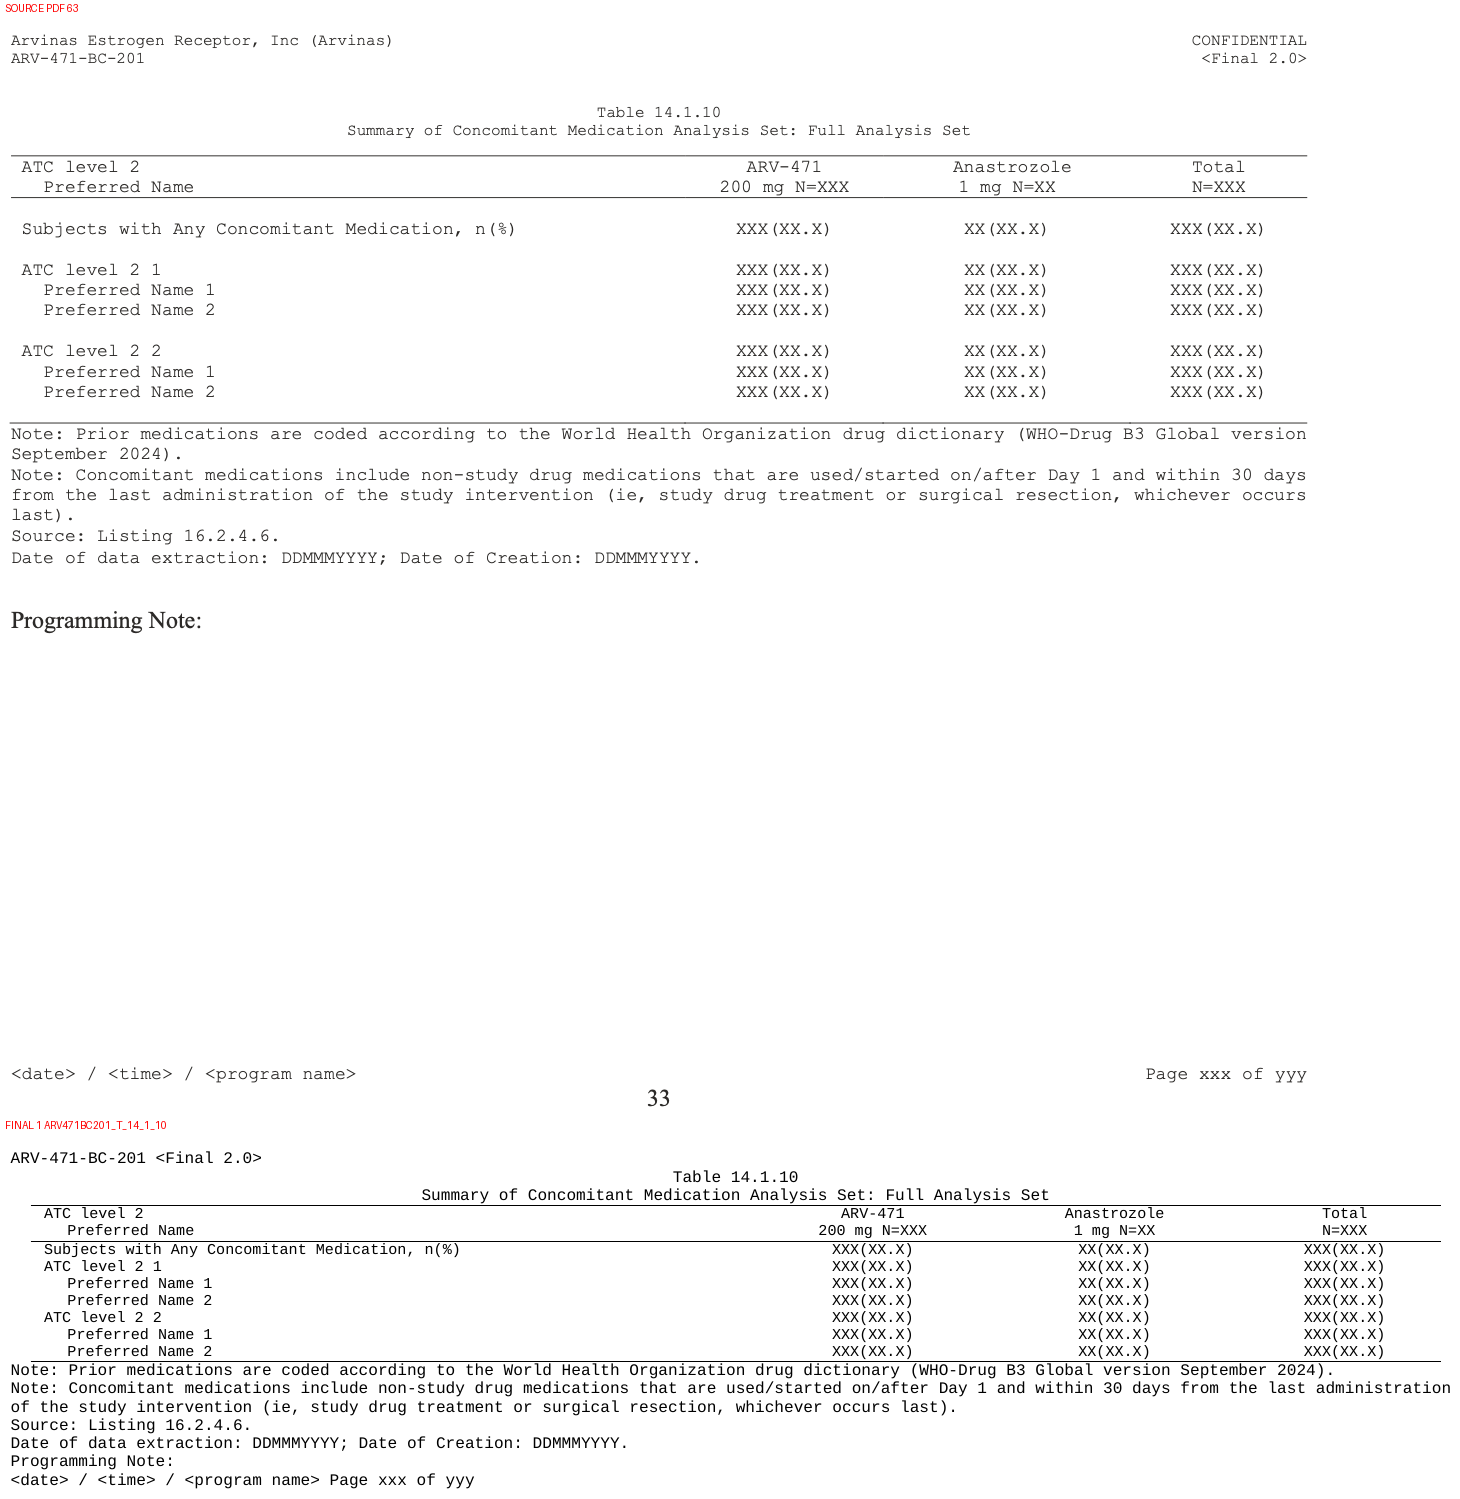 SOURCE PDF 63
Arvinas Estrogen Receptor, Inc (Arvinas) CONFIDENTIAL
ARV-471-BC-201 <Final 2.0>
Table 14.1.10
Summary of Concomitant Medication Analysis Set: Full Analysis Set
ATC level 2 ARV-471 Anastrozole Total
Preferred Name 200 mg N=XXX 1 mg N=XX N=XXX
Subjects with Any Concomitant Medication, n(%) XXX(XX.X) XX(XX.X) XXX(XX.X)
ATC level 2 1 XXX(XX.X) XX(XX.X) XXX(XX.X)
Preferred Name 1 XXX(XX.X) XX(XX.X) XXX(XX.X)
Preferred Name 2 XXX(XX.X) XX(XX.X) XXX(XX.X)
ATC level 2 2 XXX(XX.X) XX(XX.X) XXX(XX.X)
Preferred Name 1 XXX(XX.X) XX(XX.X) XXX(XX.X)
Preferred Name 2 XXX(XX.X) XX(XX.X) XXX(XX.X)
Note: Prior medications are coded according to the World Health Organization drug dictionary (WHO-Drug B3 Global version
September 2024).
Note: Concomitant medications include non-study drug medications that are used/started on/after Day 1 and within 30 days
from the last administration of the study intervention (ie, study drug treatment or surgical resection, whichever occurs
last).
Source: Listing 16.2.4.6.
Date of data extraction: DDMMMYYYY; Date of Creation: DDMMMYYYY.
Programming Note:
<date> / <time> / <program name> Page xxx of yyy
33
FINAL 1 ARV471BC201_T_14_1_10
ARV-471-BC-201 <Final 2.0>
Table 14.1.10
Summary of Concomitant Medication Analysis Set: Full Analysis Set
ATC level 2 ARV-471 Anastrozole Total
Preferred Name 200 mg N=XXX 1 mg N=XX N=XXX
Subjects with Any Concomitant Medication, n(%) XXX(XX.X) XX(XX.X) XXX(XX.X)
ATC level 2 1 XXX(XX.X) XX(XX.X) XXX(XX.X)
Preferred Name 1 XXX(XX.X) XX(XX.X) XXX(XX.X)
Preferred Name 2 XXX(XX.X) XX(XX.X) XXX(XX.X)
ATC level 2 2 XXX(XX.X) XX(XX.X) XXX(XX.X)
Preferred Name 1 XXX(XX.X) XX(XX.X) XXX(XX.X)
Preferred Name 2 XXX(XX.X) XX(XX.X) XXX(XX.X)
Note: Prior medications are coded according to the World Health Organization drug dictionary (WHO-Drug B3 Global version September 2024).
Note: Concomitant medications include non-study drug medications that are used/started on/after Day 1 and within 30 days from the last administration
of the study intervention (ie, study drug treatment or surgical resection, whichever occurs last).
Source: Listing 16.2.4.6.
Date of data extraction: DDMMMYYYY; Date of Creation: DDMMMYYYY.
Programming Note:
<date> / <time> / <program name> Page xxx of yyy